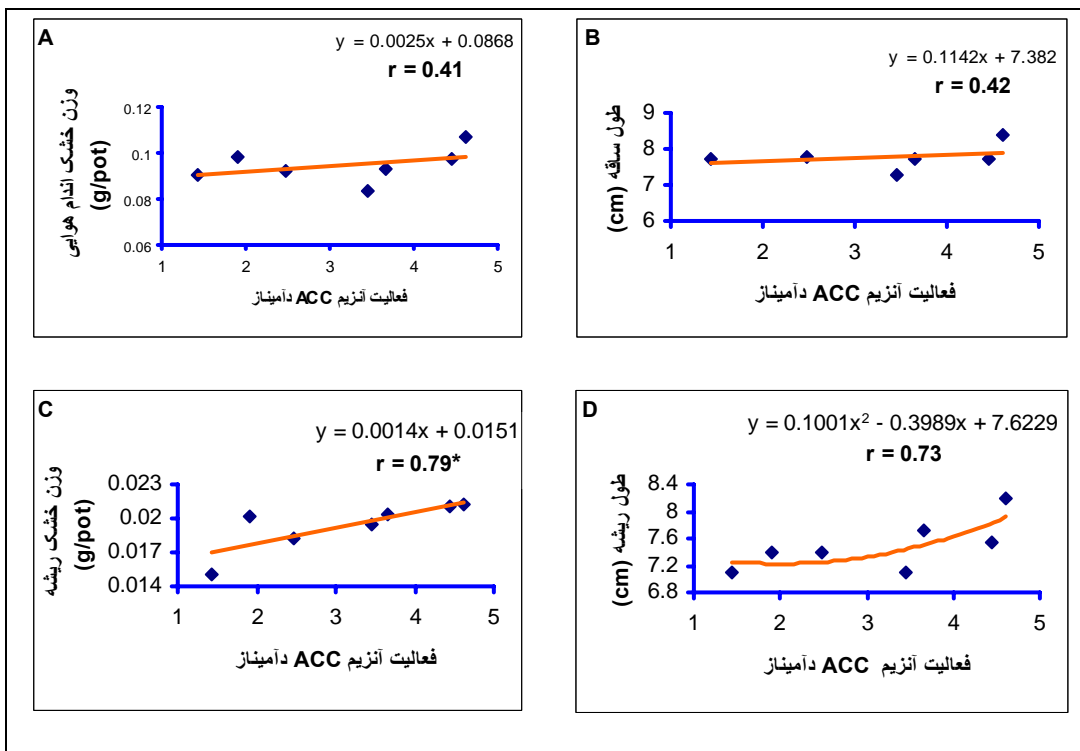 A
y = 0.0025x + 0.0868
r = 0.41
وزن خشک اندام هوایی
(g/pot)
0.12
0.1
0.08
0.06
1 2 3 4 5
فعالیت آنزیم ACC دآمیناز
B
y = 0.1142x + 7.382
r = 0.42
طول ساقه (cm)
9
8
7
6
1 2 3 4 5
فعالیت آنزیم ACC دآمیناز
C
y = 0.0014x + 0.0151
r = 0.79*
وزن خشک ریشه
(g/pot)
0.023
0.02
0.017
0.014
1 2 3 4 5
فعالیت آنزیم ACC دآمیناز
D
y = 0.1001x² - 0.3989x + 7.6229
r = 0.73
طول ریشه (cm)
8.4
8
7.6
7.2
6.8
1 2 3 4 5
فعالیت آنزیم ACC دآمیناز